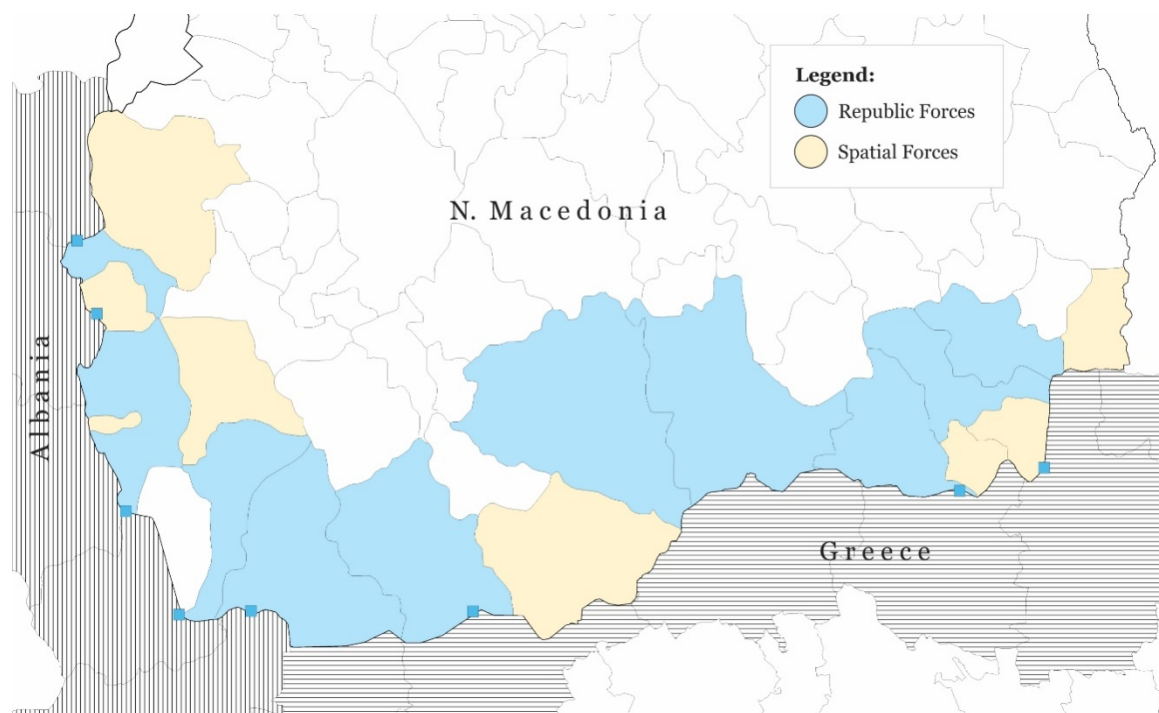 Legend:
Republic Forces
Spatial Forces
N. Macedonia
Albania
Greece